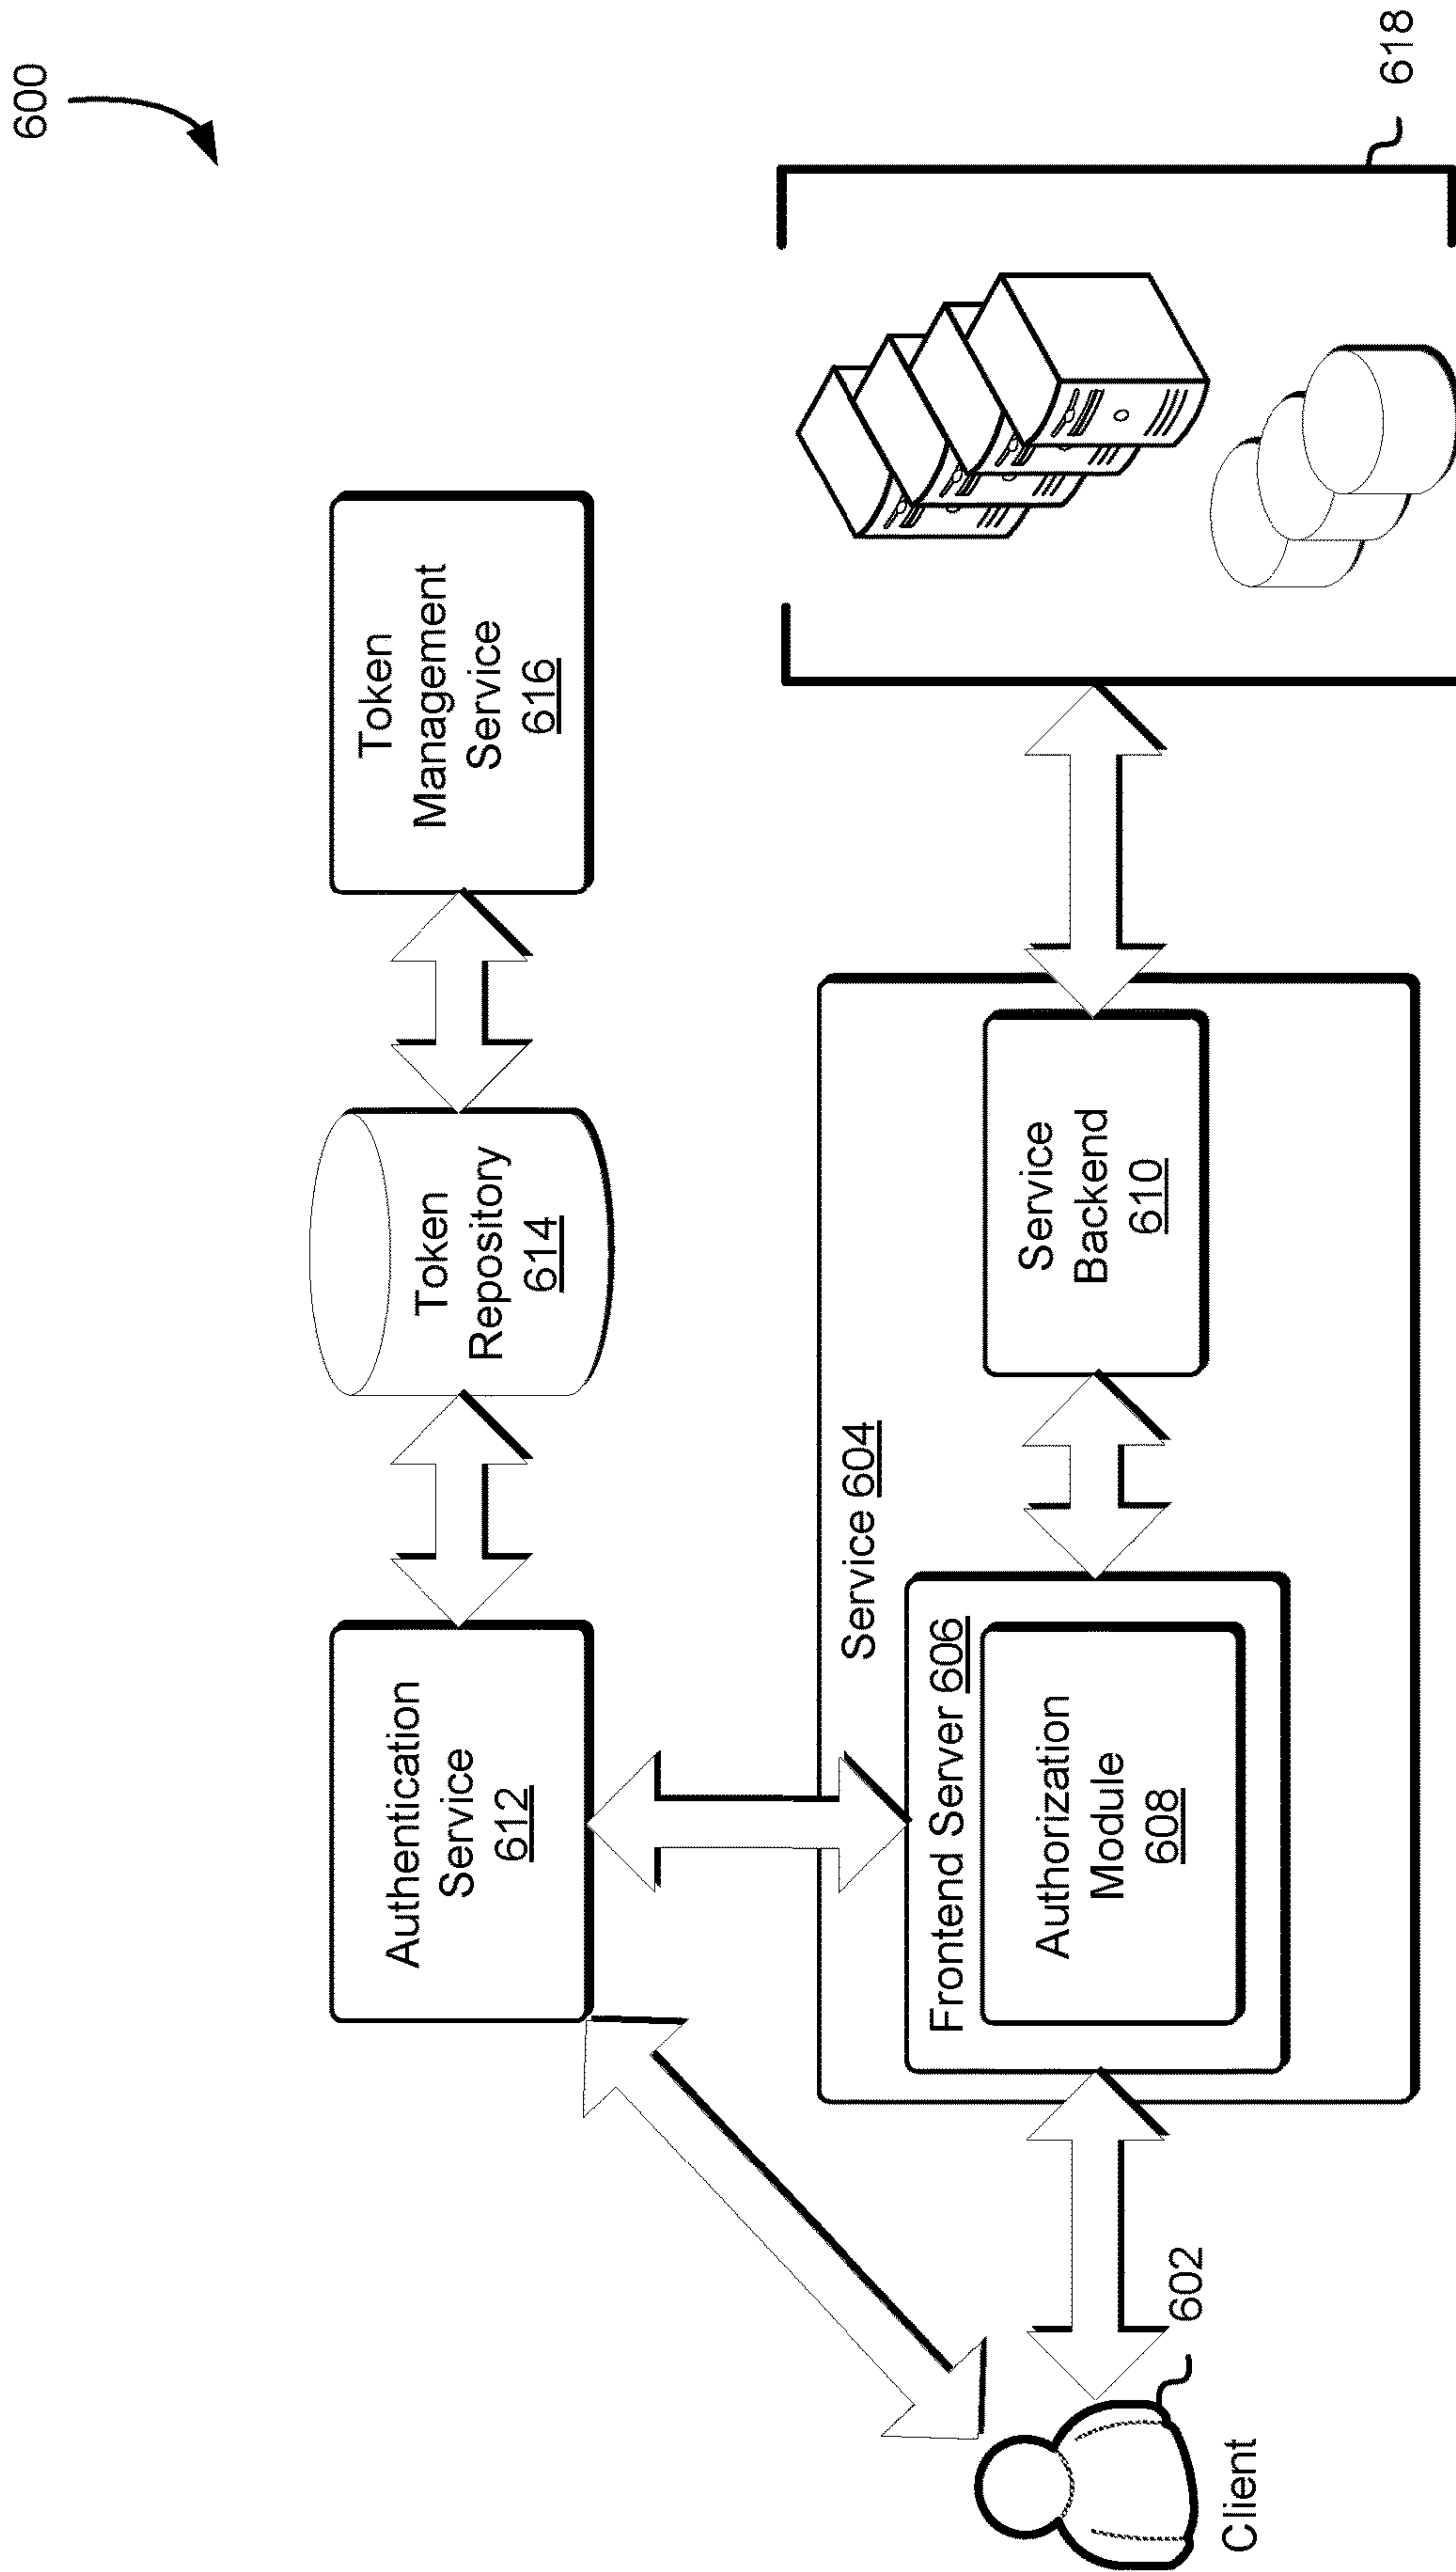 600
Authentication
Service
612
Token
Repository
614
Token
Management
Service
616
Service 604
Frontend Server 606
Authorization
Module
608
Service
Backend
610
602
Client
618